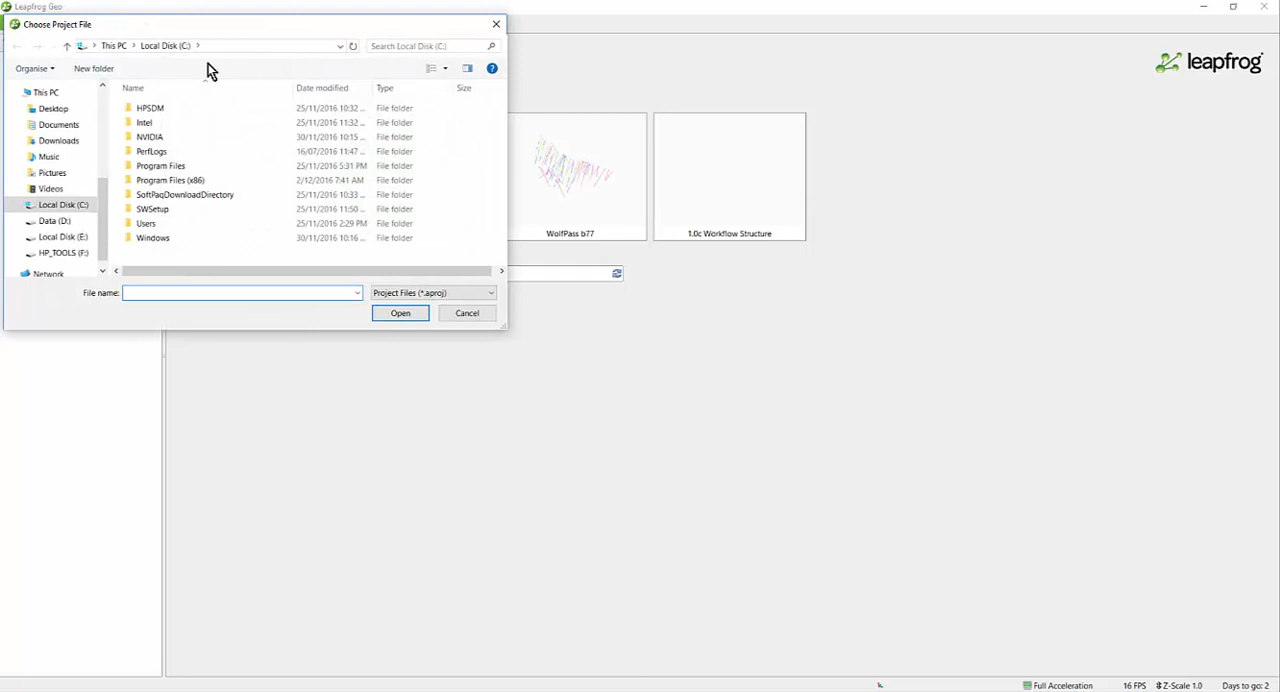 Leapfrog Geo
Choose Project File
This PC > Local Disk (C:) >
Search Local Disk (C:)
Organise
New folder
Name Date modified Type Size
This PC
Desktop
Documents
Downloads
Music
Pictures
Videos
Local Disk (C:)
Data (D:)
Local Disk (E:)
HP_TOOLS (F:)
Network
HPSDM 25/11/2016 10:32 ... File folder
Intel 25/11/2016 11:32 ... File folder
NVIDIA 30/11/2016 10:15 ... File folder
PerfLogs 16/07/2016 11:47 ... File folder
Program Files 25/11/2016 5:31 PM File folder
Program Files (x86) 2/12/2016 7:41 AM File folder
SoftPaqDownloadDirectory 25/11/2016 10:33 ... File folder
SWSetup 25/11/2016 11:50 ... File folder
Users 25/11/2016 2:29 PM File folder
Windows 30/11/2016 10:16 ... File folder
File name:
Project Files (*.aproj)
Open
Cancel
leapfrog
WolfPass b77
1.0c Workflow Structure
Full Acceleration
16 FPS
Z-Scale 1.0
Days to go: 2